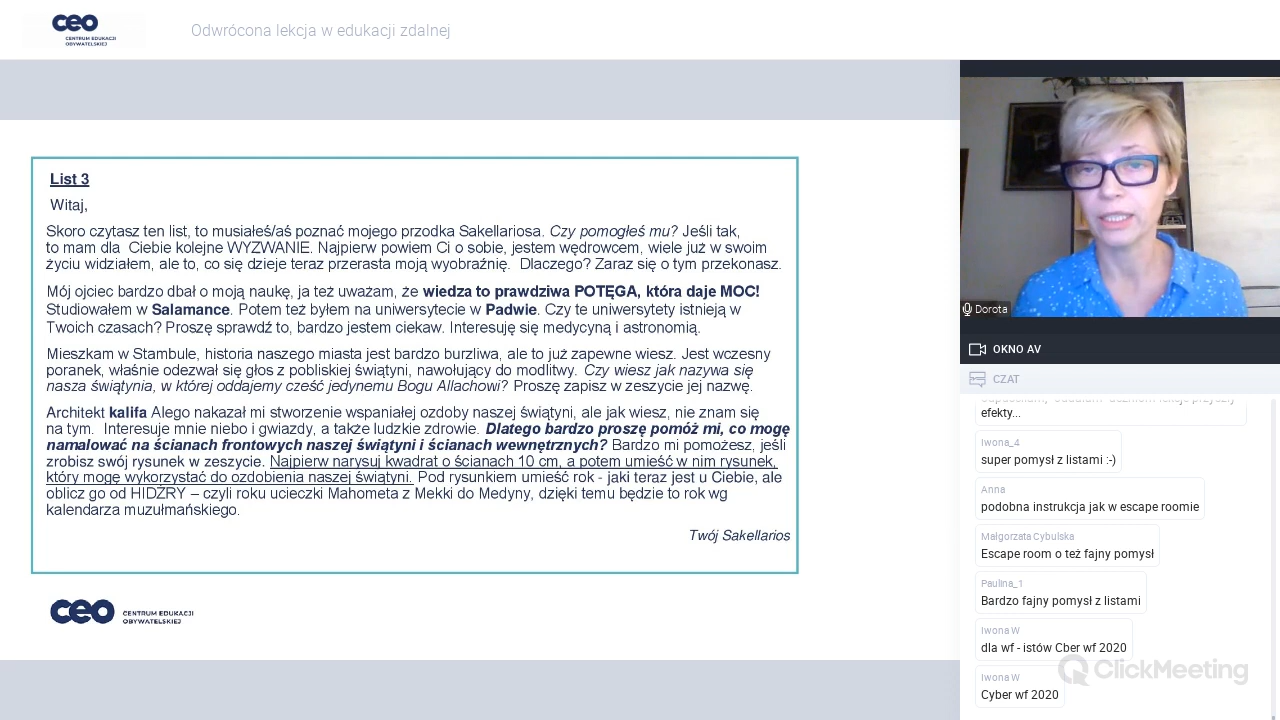 ceo
CENTRUM EDUKACJI
OBYWATELSKIEJ
Odwrócona lekcja w edukacji zdalnej
List 3
Witaj,
Skoro czytasz ten list, to musiałeś/aś poznać mojego przodka Sakellariosa. Czy pomogłeś mu? Jeśli tak,
to mam dla Ciebie kolejne WYZWANIE. Najpierw powiem Ci o sobie, jestem wędrowcem, wiele już w swoim
życiu widziałem, ale to, co się dzieje teraz przerasta moją wyobraźnię. Dlaczego? Zaraz się o tym przekonasz.
Mój ojciec bardzo dbał o moją naukę, ja też uważam, że wiedza to prawdziwa POTĘGA, która daje MOC!
Studiowałem w Salamance. Potem też byłem na uniwersytecie w Padwie. Czy te uniwersytety istnieją w
Twoich czasach? Proszę sprawdź to, bardzo jestem ciekaw. Interesuję się medycyną i astronomią.
Mieszkam w Stambule, historia naszego miasta jest bardzo burzliwa, ale to już zapewne wiesz. Jest wczesny
poranek, właśnie odezwał się głos z pobliskiej świątyni, nawołujący do modlitwy. Czy wiesz jak nazywa się
nasza świątynia, w której oddajemy cześć jedynemu Bogu Allachowi? Proszę zapisz w zeszycie jej nazwę.
Architekt kalifa Alego nakazał mi stworzenie wspaniałej ozdoby naszej świątyni, ale jak wiesz, nie znam się
na tym. Interesuje mnie niebo i gwiazdy, a także ludzkie zdrowie. Dlatego bardzo proszę pomóż mi, co mogę
namalować na ścianach frontowych naszej świątyni i ścianach wewnętrznych? Bardzo mi pomożesz, jeśli
zrobisz swój rysunek w zeszycie. Najpierw narysuj kwadrat o ścianach 10 cm, a potem umieść w nim rysunek,
który mogę wykorzystać do ozdobienia naszej świątyni. Pod rysunkiem umieść rok - jaki teraz jest u Ciebie, ale
oblicz go od HIDŻRY – czyli roku ucieczki Mahometa z Mekki do Medyny, dzięki temu będzie to rok wg
kalendarza muzułmańskiego.
Twój Sakellarios
ceo
CENTRUM EDUKACJI
OBYWATELSKIEJ
Dorota
OKNO AV
CZAT
efekty...
Iwona_4
super pomysł z listami :-)
Anna
podobna instrukcja jak w escape roomie
Małgorzata Cybulska
Escape room o też fajny pomysł
Paulina_1
Bardzo fajny pomysł z listami
Iwona W
dla wf - istów Cber wf 2020
Iwona W
Cyber wf 2020
ClickMeeting